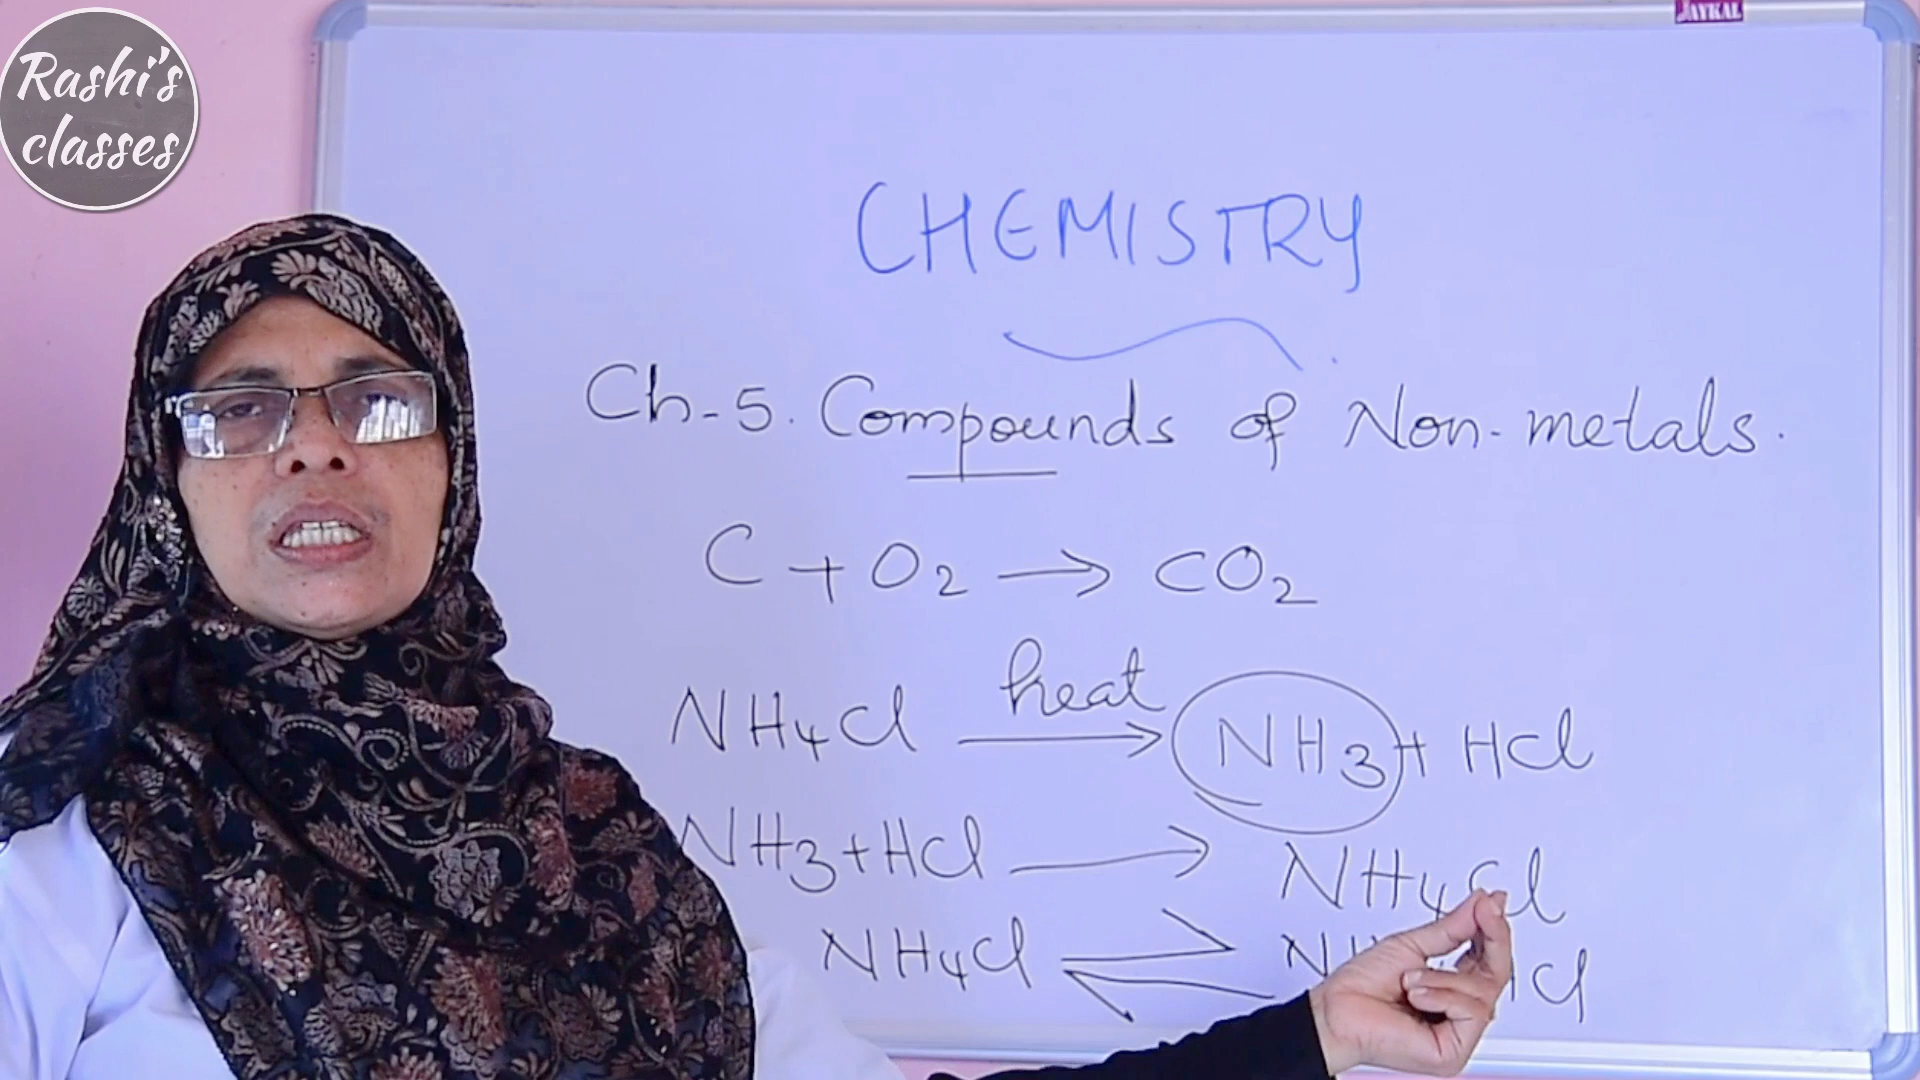 Rashi's
classes
JAYKAL
CHEMISTRY
Ch-5. Compounds of Non-metals.
C + O2 → CO2
NH4Cl heat → NH3 + HCl
NH3 + HCl → NH4Cl
NH4Cl ⇌ N Cl